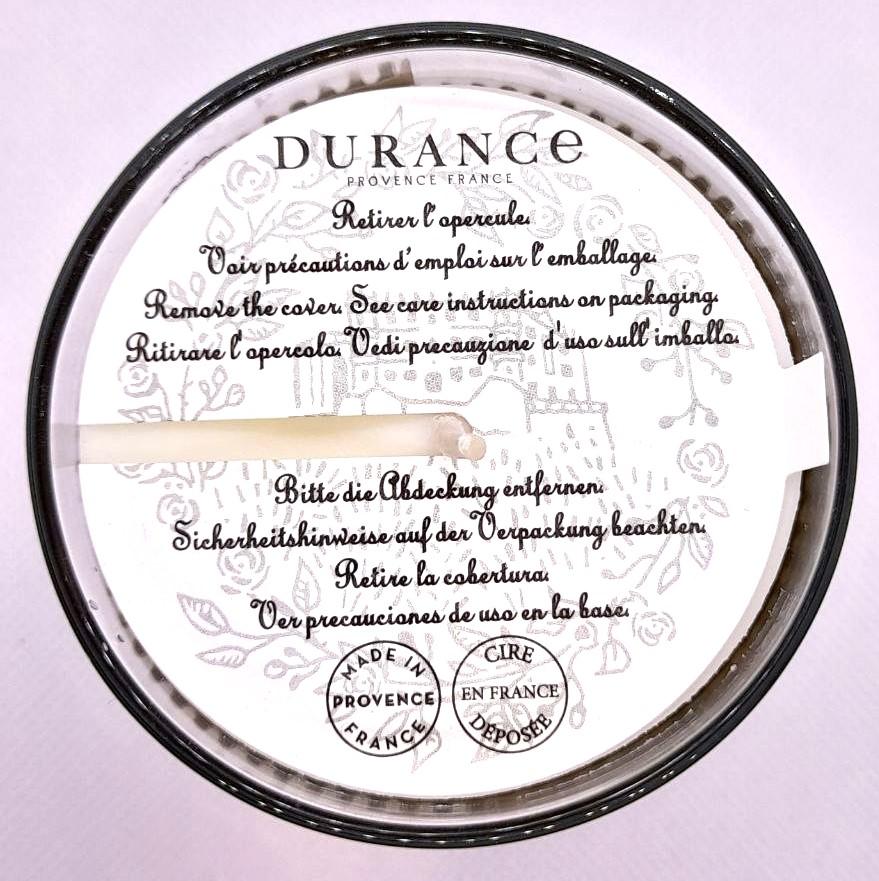 DURANCe
PROVENCE FRANCE
Retirer l'opercule.
Voir précautions d'emploi sur l'emballage.
Remove the cover. See care instructions on packaging.
Ritirare l'opercolo. Vedi precauzione d'uso sull'imballo.
Bitte die Abdeckung entfernen.
Sicherheitshinweise auf der Verpackung beachten.
Retire la cobertura.
Ver precauciones de uso en la base.
MADE IN
PROVENCE
FRANCE
CIRE
EN FRANCE
DÉPOSÉE